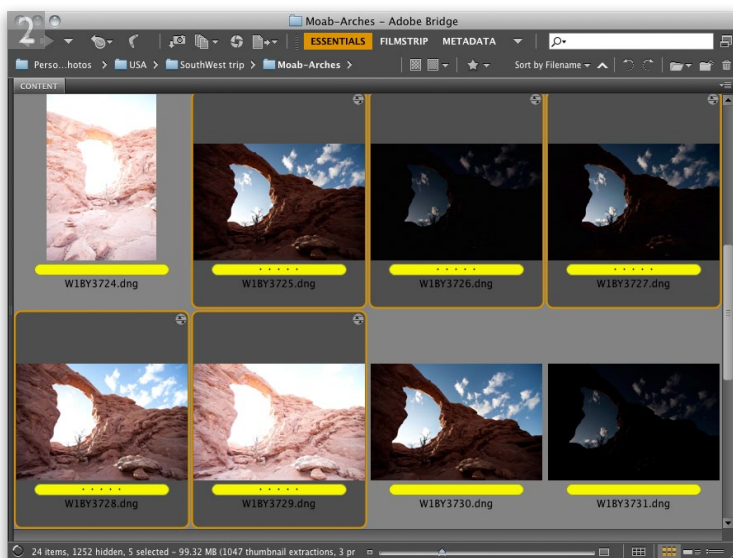 2
Moab-Arches – Adobe Bridge
ESSENTIALS FILMSTRIP METADATA
Perso...hotos > USA > SouthWest trip > Moab-Arches > Sort by Filename
CONTENT
W1BY3724.dng W1BY3725.dng W1BY3726.dng W1BY3727.dng
W1BY3728.dng W1BY3729.dng W1BY3730.dng W1BY3731.dng
24 items, 1252 hidden, 5 selected – 99.32 MB (1047 thumbnail extractions, 3 pr